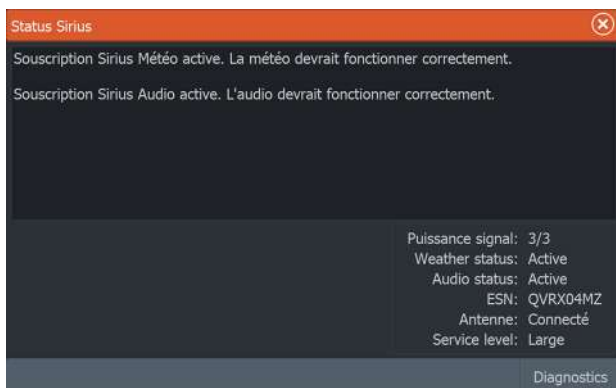 Status Sirius
Souscription Sirius Météo active. La météo devrait fonctionner correctement.
Souscription Sirius Audio active. L'audio devrait fonctionner correctement.
Puissance signal: 3/3
Weather status: Active
Audio status: Active
ESN: QVRX04MZ
Antenne: Connecté
Service level: Large
Diagnostics